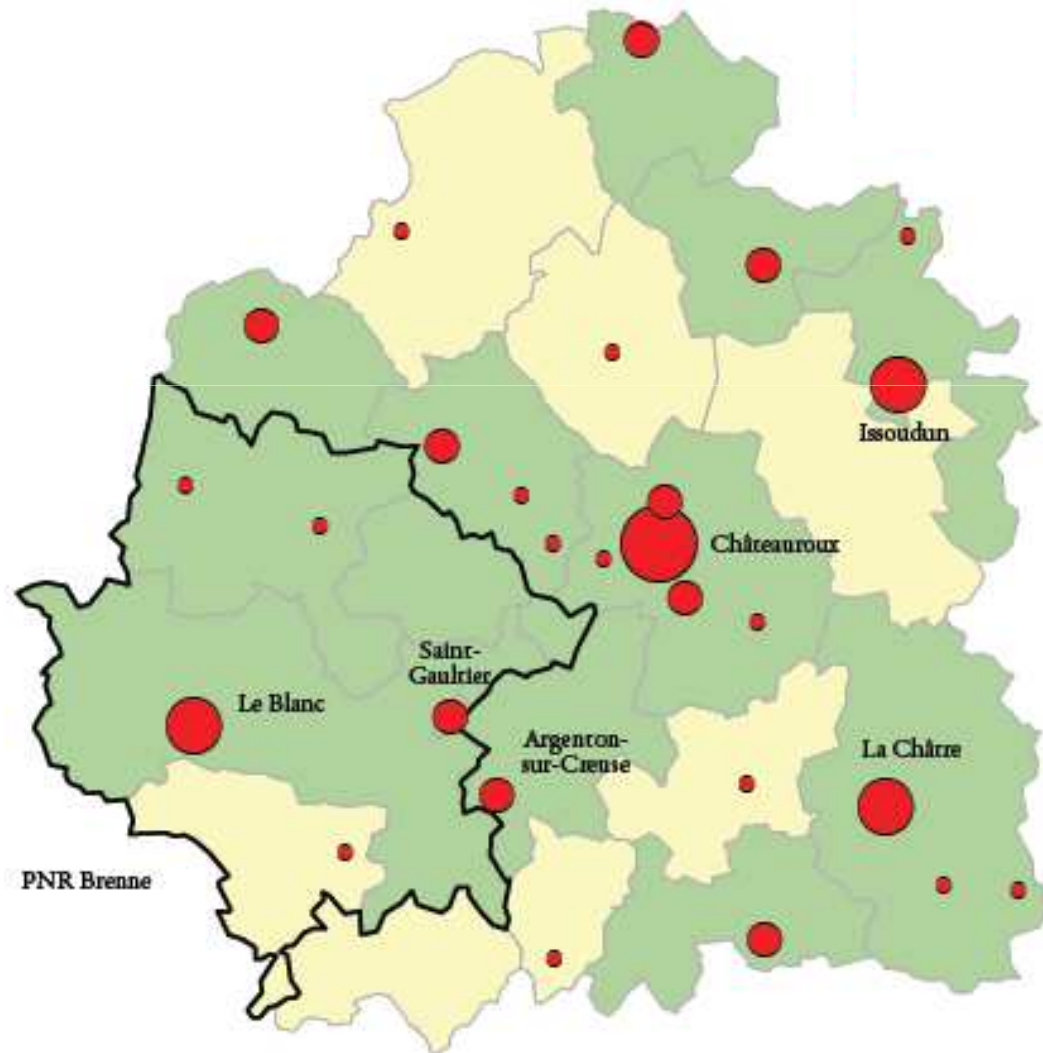 Issoudun
Châteauroux
Saint-
Gaultier
Le Blanc
Argenton-
sur-Creuse
La Châtre
PNR Brenne